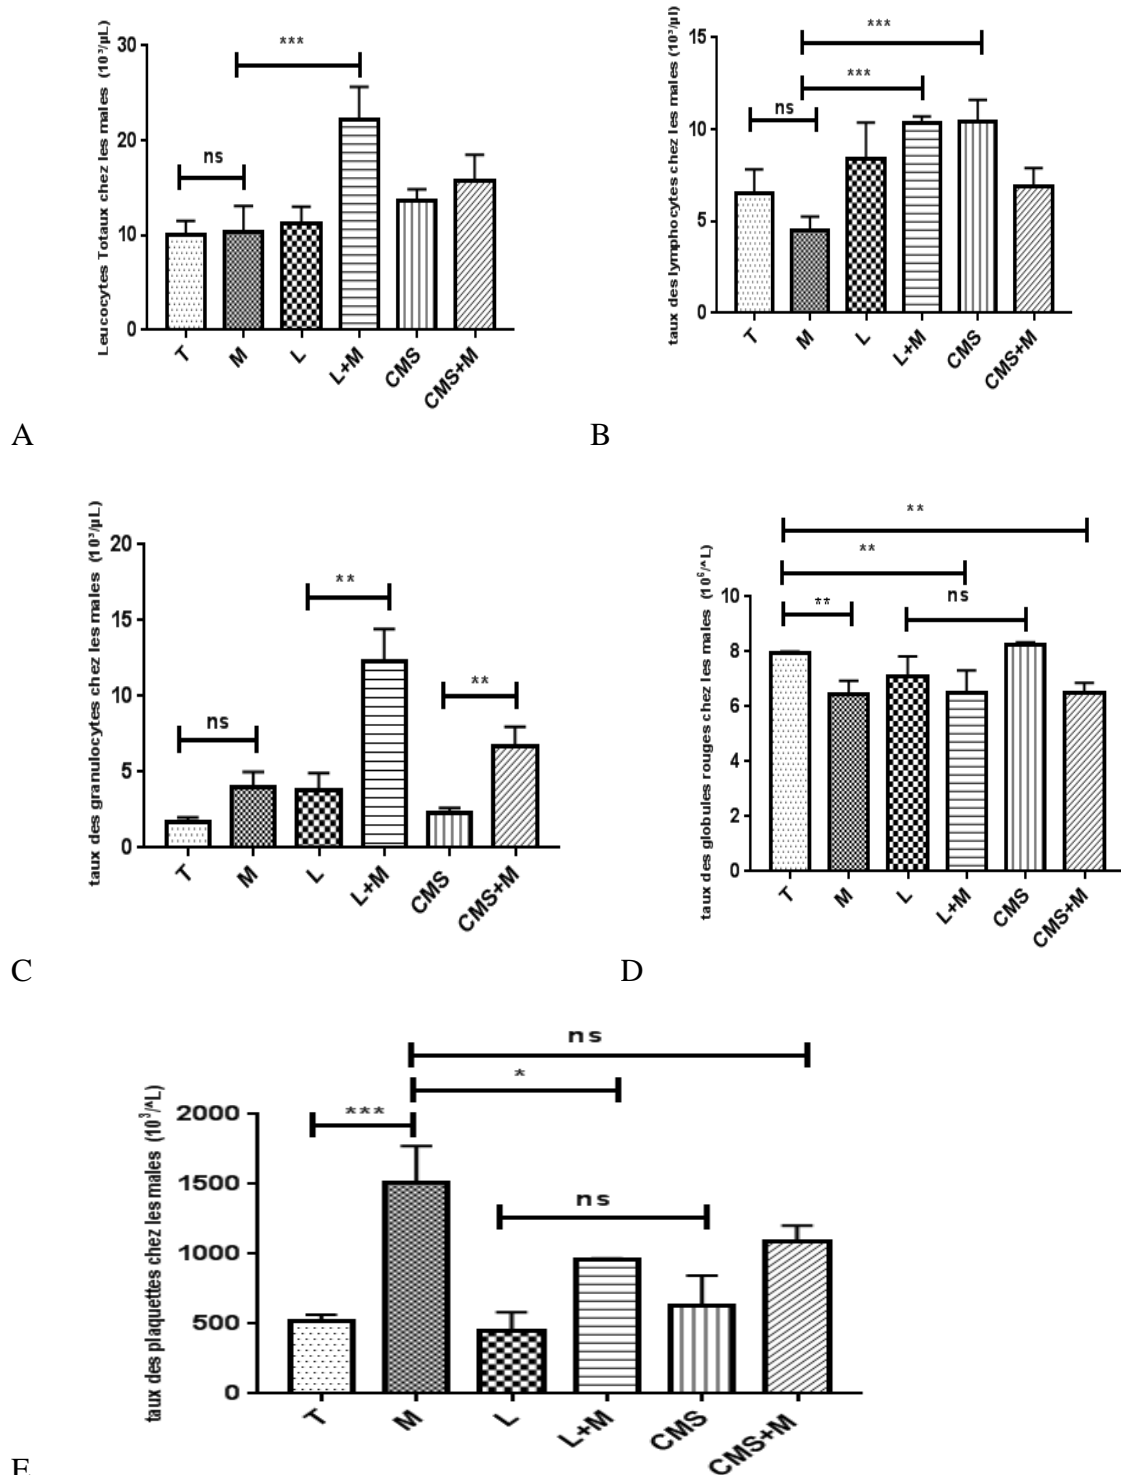 Leucocytes Totaux chez les males (10³/µL)
30
20
10
0
***
ns
T
M
L
L+M
CMS
CMS+M
A
taux des lymphocytes chez les males (10³/µl)
15
10
5
0
***
***
ns
T
M
L
L+M
CMS
CMS+M
B
taux des granulocytes chez les males (10³/µL)
20
15
10
5
0
**
**
ns
T
M
L
L+M
CMS
CMS+M
C
taux des globules rouges chez les males (10⁶/^L)
10
8
6
4
2
0
**
**
**
ns
T
M
L
L+M
CMS
CMS+M
D
taux des plaquettes chez les males (10³/^L)
2000
1500
1000
500
0
ns
*
***
ns
T
M
L
L+M
CMS
CMS+M
E